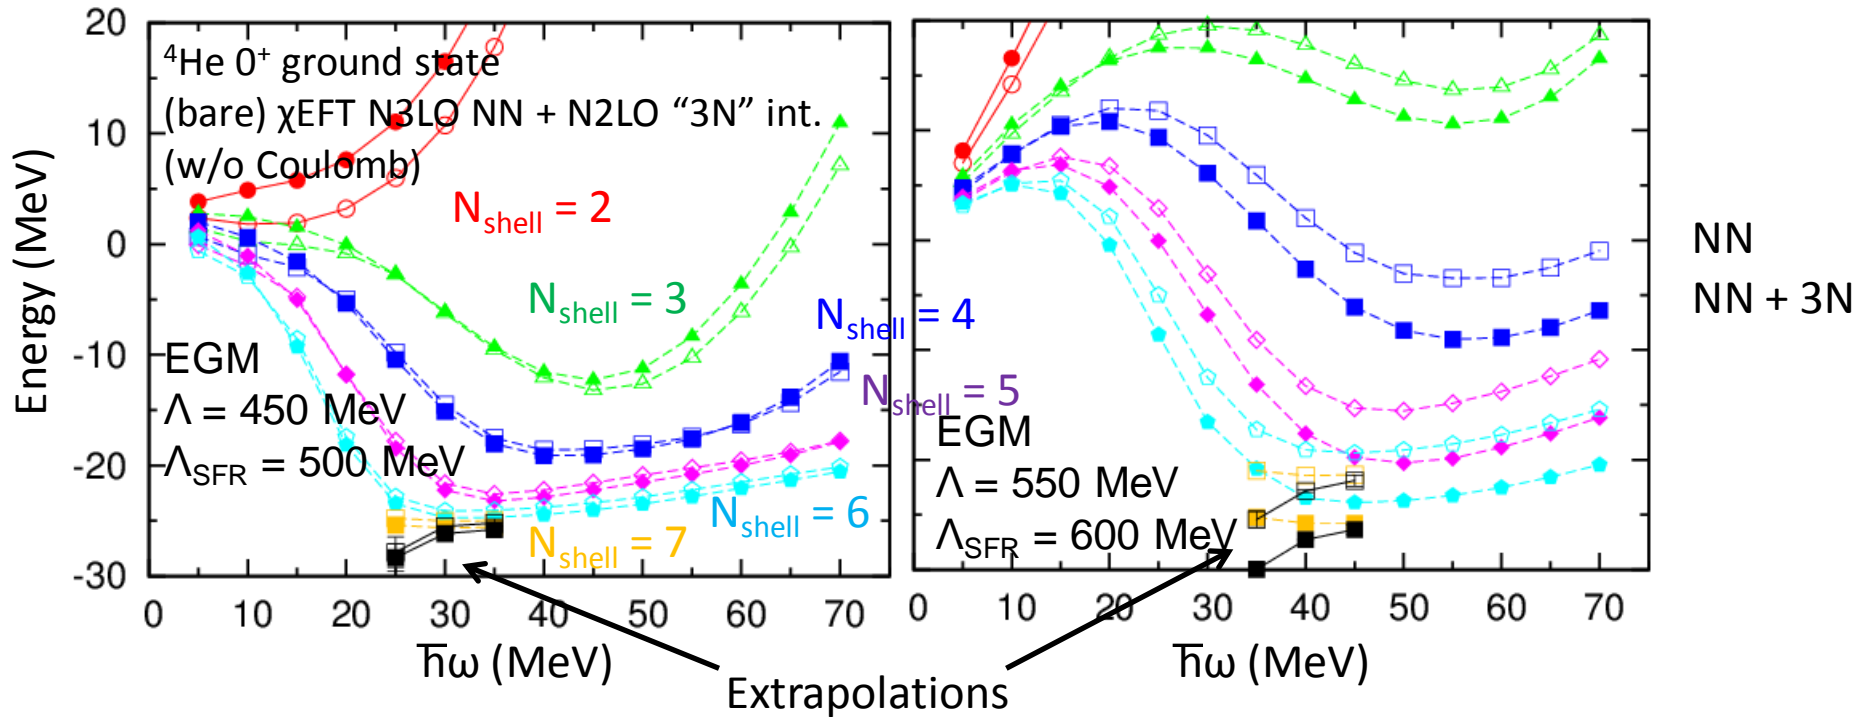 ⁴He 0⁺ ground state
(bare) χEFT N3LO NN + N2LO “3N” int.
(w/o Coulomb)
Energy (MeV)
20
10
0
-10
-20
-30
N_shell = 2
N_shell = 3
N_shell = 4
N_shell = 5
N_shell = 6
N_shell = 7
EGM
Λ = 450 MeV
Λ_SFR = 500 MeV
EGM
Λ = 550 MeV
Λ_SFR = 600 MeV
NN
NN + 3N
0 10 20 30 40 50 60 70
0 10 20 30 40 50 60 70
ħω (MeV)
ħω (MeV)
Extrapolations